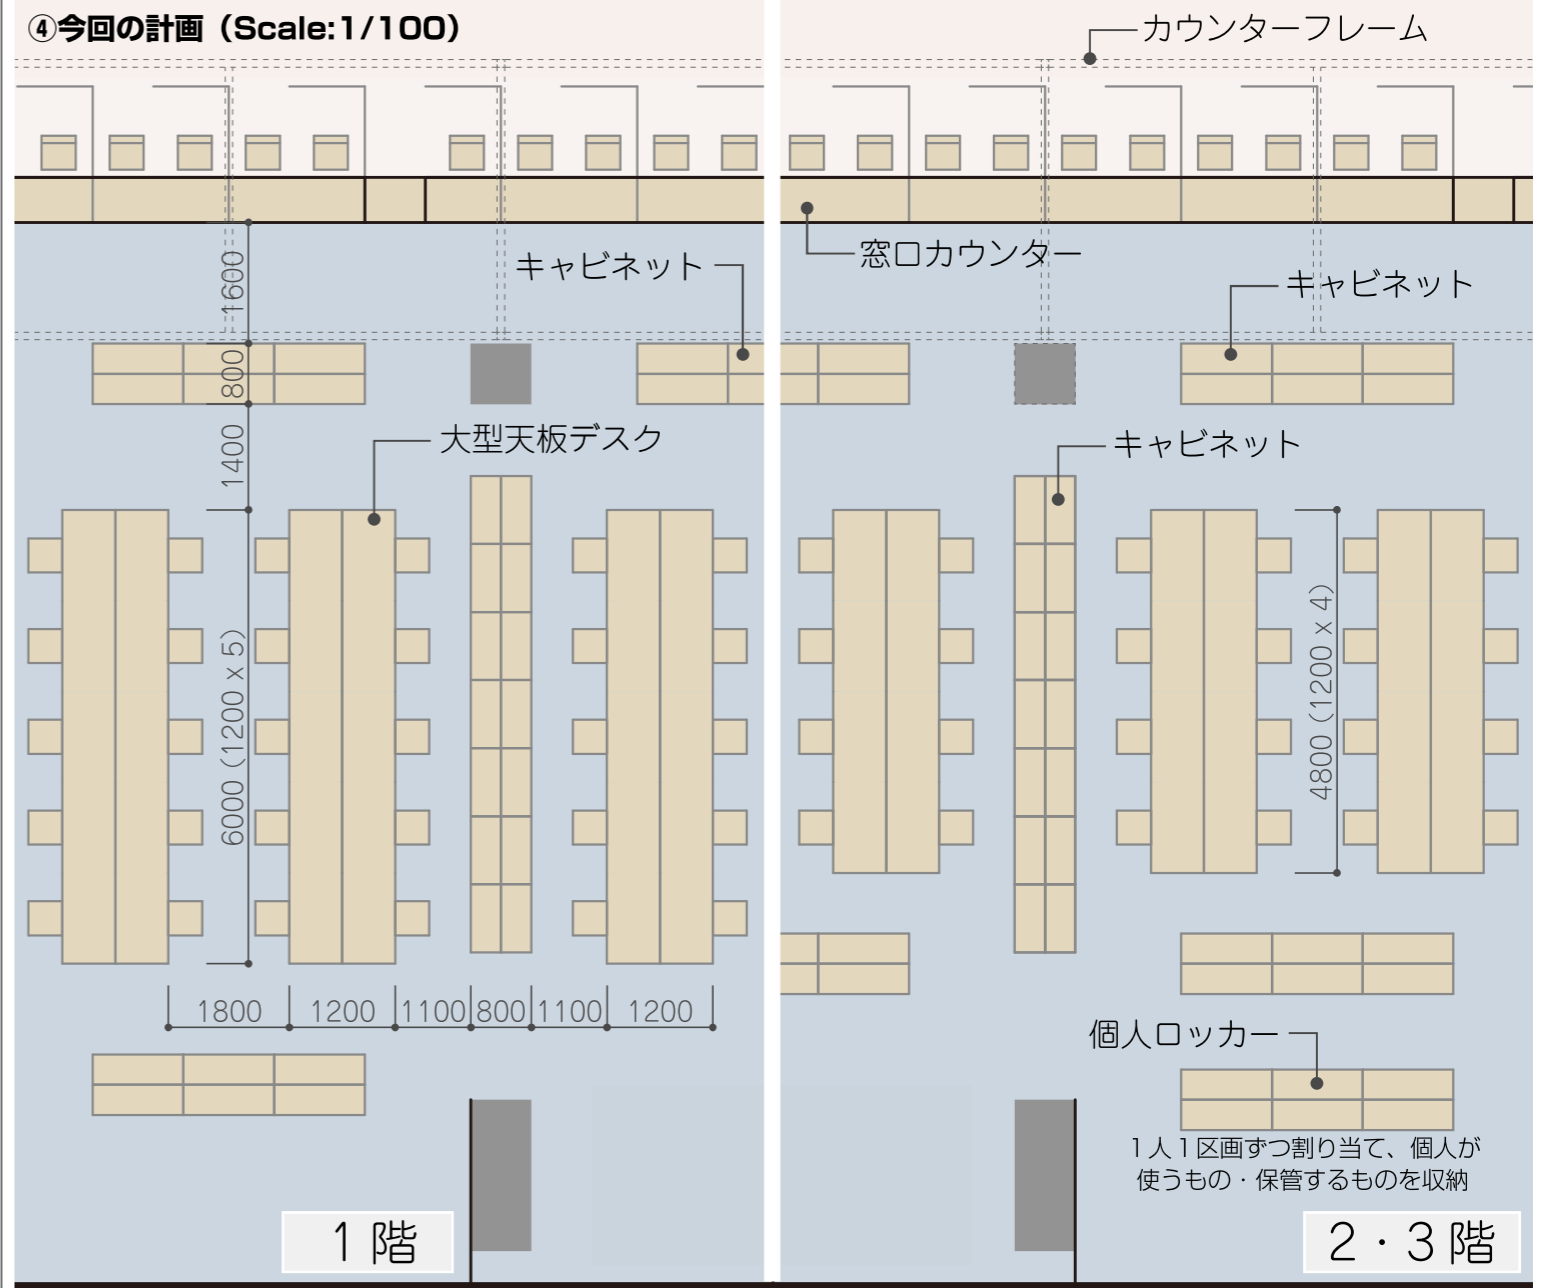 ④今回の計画（Scale:1/100）
カウンターフレーム
窓口カウンター
キャビネット
キャビネット
1600
800
1400
大型天板デスク
キャビネット
6000（1200 x 5）
4800（1200 x 4）
1800
1200
1100
800
1100
1200
個人ロッカー
１人１区画ずつ割り当て、個人が
使うもの・保管するものを収納
１階
２・３階